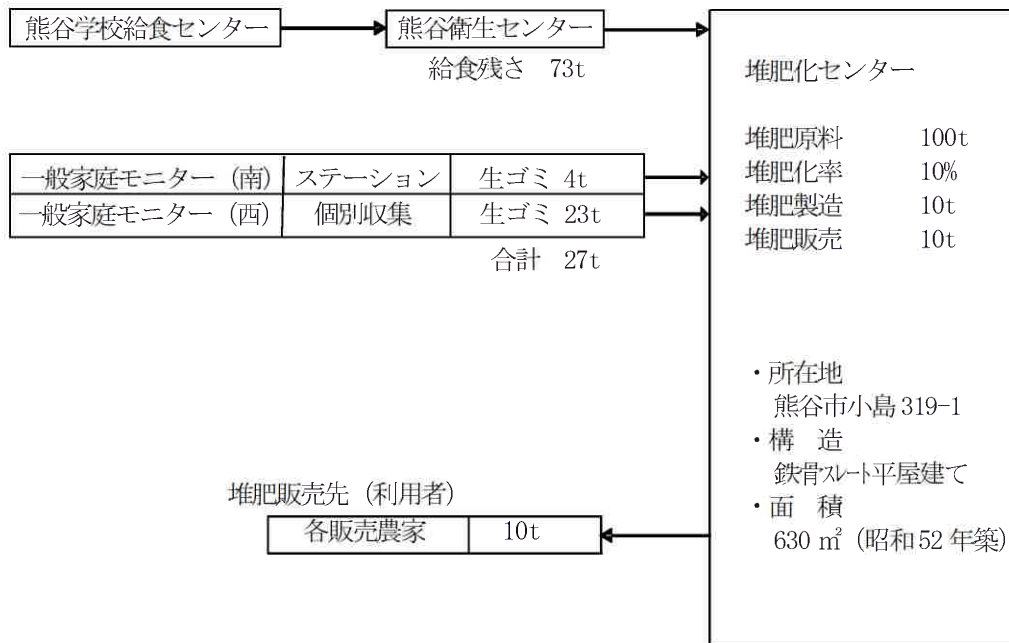 熊谷学校給食センター
熊谷衛生センター
給食残さ 73t
一般家庭モニター (南) ステーション 生ゴミ 4t
一般家庭モニター (西) 個別収集 生ゴミ 23t
合計 27t
堆肥化センター
堆肥原料 100t
堆肥化率 10%
堆肥製造 10t
堆肥販売 10t
・所在地
熊谷市小島 319-1
・構 造
鉄骨スレート平屋建て
・面 積
630 ㎡ (昭和 52 年築)
堆肥販売先 (利用者)
各販売農家 10t